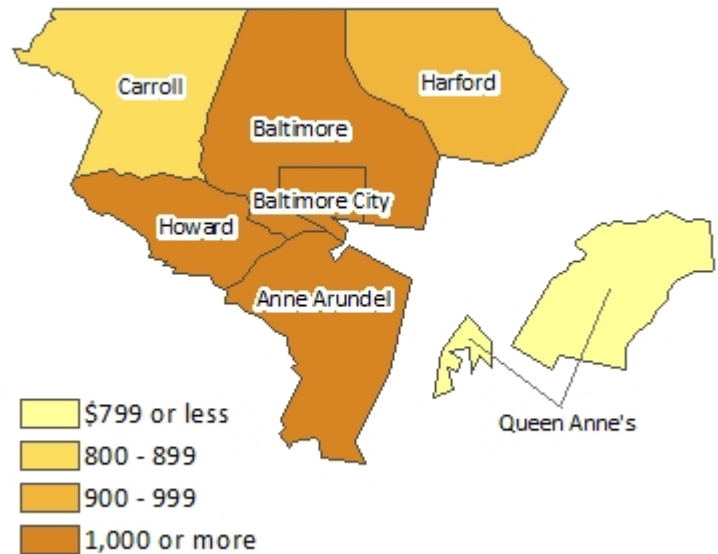 Carroll
Harford
Baltimore
Baltimore City
Howard
Anne Arundel
Queen Anne's
$799 or less
800 - 899
900 - 999
1,000 or more